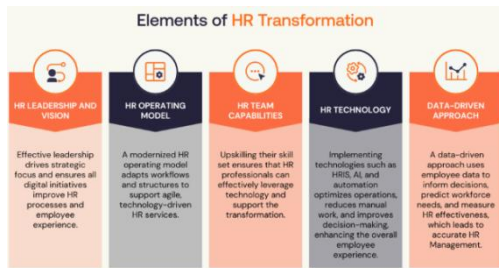 Elements of HR Transformation
HR LEADERSHIP AND
VISION
Effective leadership
drives strategic
focus and ensures all
digital initiatives
improve HR
processes and
employee
experience.
HR OPERATING
MODEL
A modernized HR
operating model
adapts workflows
and structures to
support agile,
technology-driven
HR services.
HR TEAM
CAPABILITIES
Upskilling their skill
set ensures that HR
professionals can
effectively leverage
technology and
support the
transformation.
HR TECHNOLOGY
Implementing
technologies such as
HRIS, AI, and
automation
optimizes operations,
reduces manual
work, and improves
decision-making,
enhancing the overall
employee
experience.
DATA-DRIVEN
APPROACH
A data-driven
approach uses
employee data to
inform decisions,
predict workforce
needs, and measure
HR effectiveness,
which leads to
accurate HR
Management.